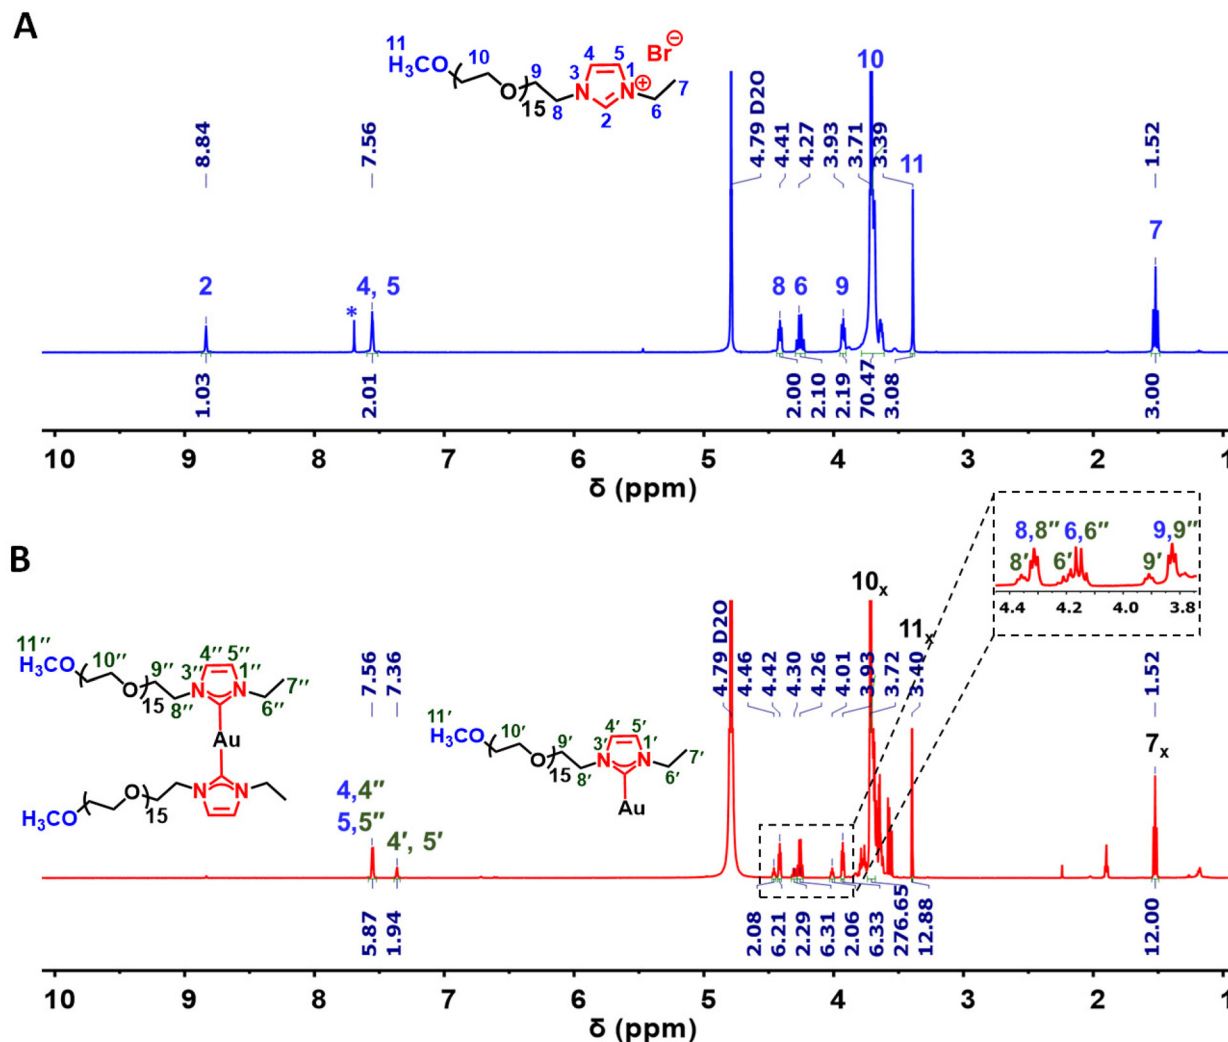 A
11
H3CO
10
O
15
9
8
4
5
3
N
1
N
⊕
2
6
7
Br⊖
8.84
7.56
4.79 D2O
4.41
4.27
3.93
3.71
3.39
1.52
10
11
2
*
4, 5
8
6
9
7
1.03
2.01
2.00
2.10
2.19
70.47
3.08
3.00
10 9 8 7 6 5 4 3 2 1
δ (ppm)
B
8,8″ 6,6″ 9,9″
8′ 6′ 9′
4.4 4.2 4.0 3.8
11″
H3CO
10″
O
15
9″
8″
3″
4″ 5″
N N
1″
7″
6″
Au
H3CO
O
15
N N
11′
H3CO
10′
O
15
9′
8′
4′ 5′
3′
N N
1′
7′
6′
Au
7.56
7.36
4.79 D2O
4.46
4.42
4.30
4.26
4.01
3.93
3.72
3.40
1.52
10x
11x
7x
4,4″
5,5″
4′, 5′
5.87
1.94
2.08
6.21
2.29
6.31
2.06
6.33
276.65
12.88
12.00
10 9 8 7 6 5 4 3 2 1
δ (ppm)